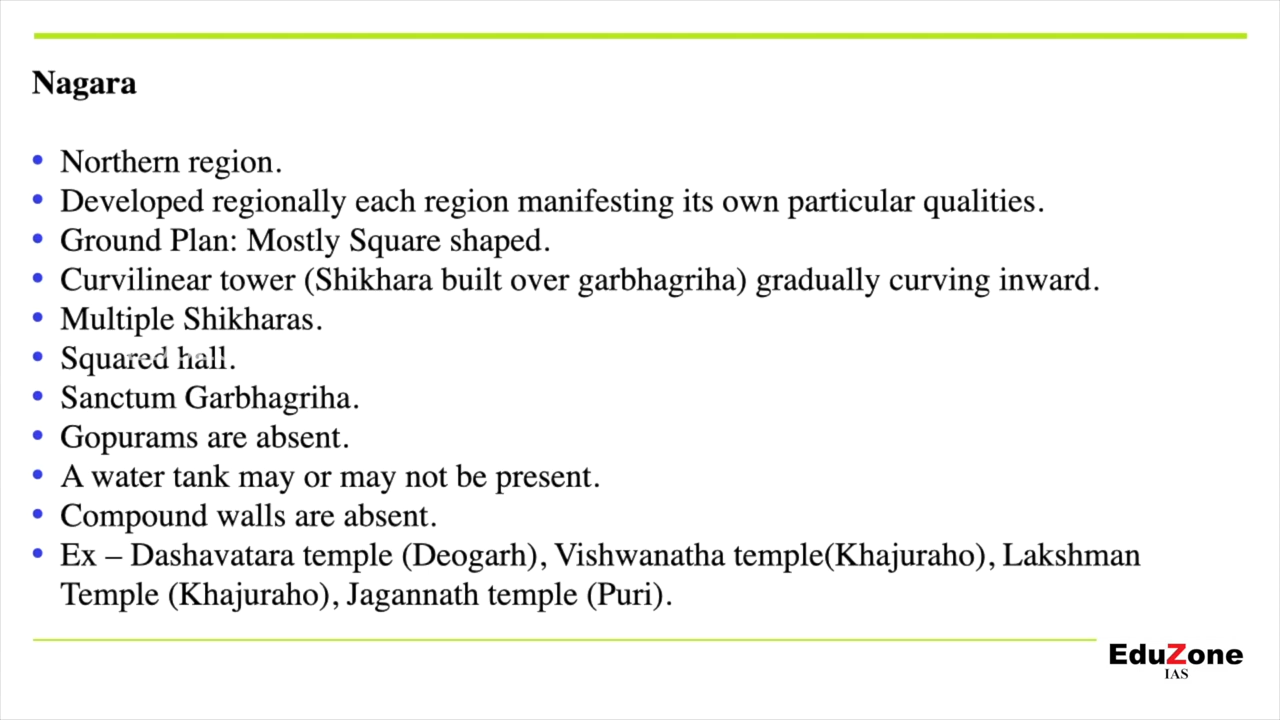 Nagara
• Northern region.
• Developed regionally each region manifesting its own particular qualities.
• Ground Plan: Mostly Square shaped.
• Curvilinear tower (Shikhara built over garbhagriha) gradually curving inward.
• Multiple Shikharas.
• Squared hall.
• Sanctum Garbhagriha.
• Gopurams are absent.
• A water tank may or may not be present.
• Compound walls are absent.
• Ex – Dashavatara temple (Deogarh), Vishwanatha temple(Khajuraho), Lakshman
Temple (Khajuraho), Jagannath temple (Puri).
EduZone
IAS